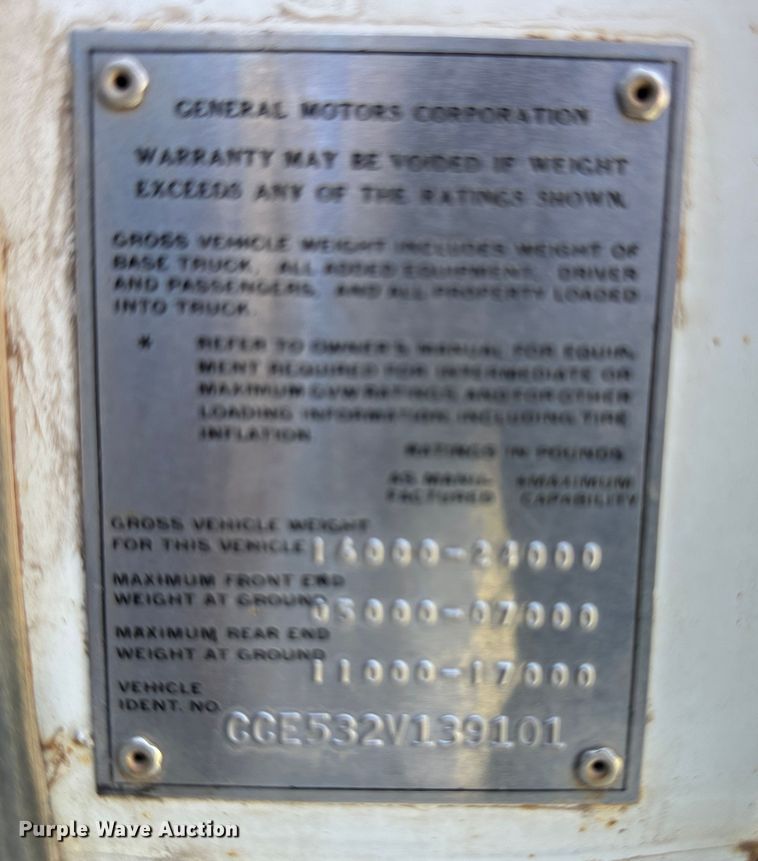 GENERAL MOTORS CORPORATION
WARRANTY MAY BE VOIDED IF WEIGHT
EXCEEDS ANY OF THE RATINGS SHOWN.
GROSS VEHICLE WEIGHT INCLUDES WEIGHT OF
BASE TRUCK, ALL ADDED EQUIPMENT, DRIVER
AND PASSENGERS, AND ALL PROPERTY LOADED
INTO TRUCK.
* REFER TO OWNER'S MANUAL FOR EQUIP-
MENT REQUIRED FOR INTERMEDIATE OR
MAXIMUM GVW RATINGS, AND FOR OTHER
LOADING INFORMATION, INCLUDING TIRE
INFLATION
RATINGS IN POUNDS
AS MANU- *MAXIMUM
FACTURED CAPABILITY
GROSS VEHICLE WEIGHT
FOR THIS VEHICLE 16000-24000
MAXIMUM FRONT END
WEIGHT AT GROUND 05000-07000
MAXIMUM REAR END
WEIGHT AT GROUND 11000-17000
VEHICLE
IDENT. NO. CCE532V139101
Purple Wave Auction